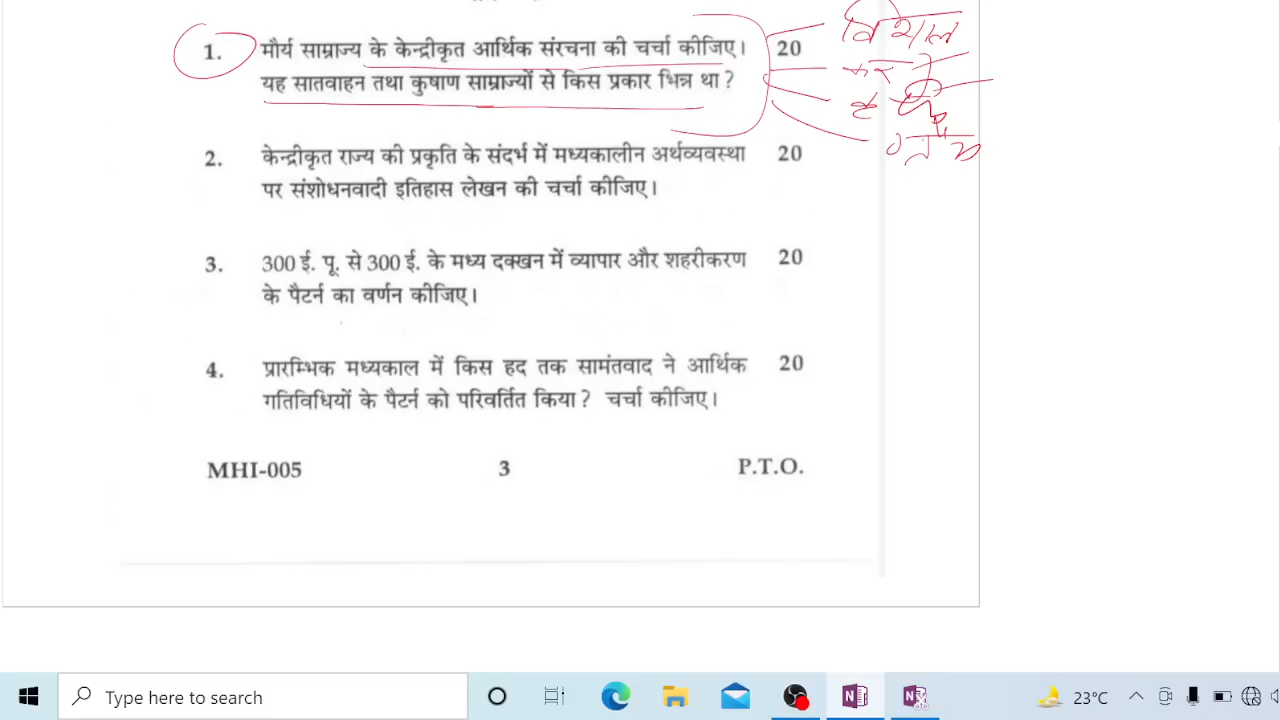 1. मौर्य साम्राज्य के केन्द्रीकृत आर्थिक संरचना की चर्चा कीजिए। 20
यह सातवाहन तथा कुषाण साम्राज्यों से किस प्रकार भिन्न था ?
विशाल
2. केन्द्रीकृत राज्य की प्रकृति के संदर्भ में मध्यकालीन अर्थव्यवस्था 20
पर संशोधनवादी इतिहास लेखन की चर्चा कीजिए।
3. 300 ई. पू. से 300 ई. के मध्य दक्खन में व्यापार और शहरीकरण 20
के पैटर्न का वर्णन कीजिए।
4. प्रारम्भिक मध्यकाल में किस हद तक सामंतवाद ने आर्थिक 20
गतिविधियों के पैटर्न को परिवर्तित किया ? चर्चा कीजिए।
MHI-005 3 P.T.O.
Type here to search
23°C